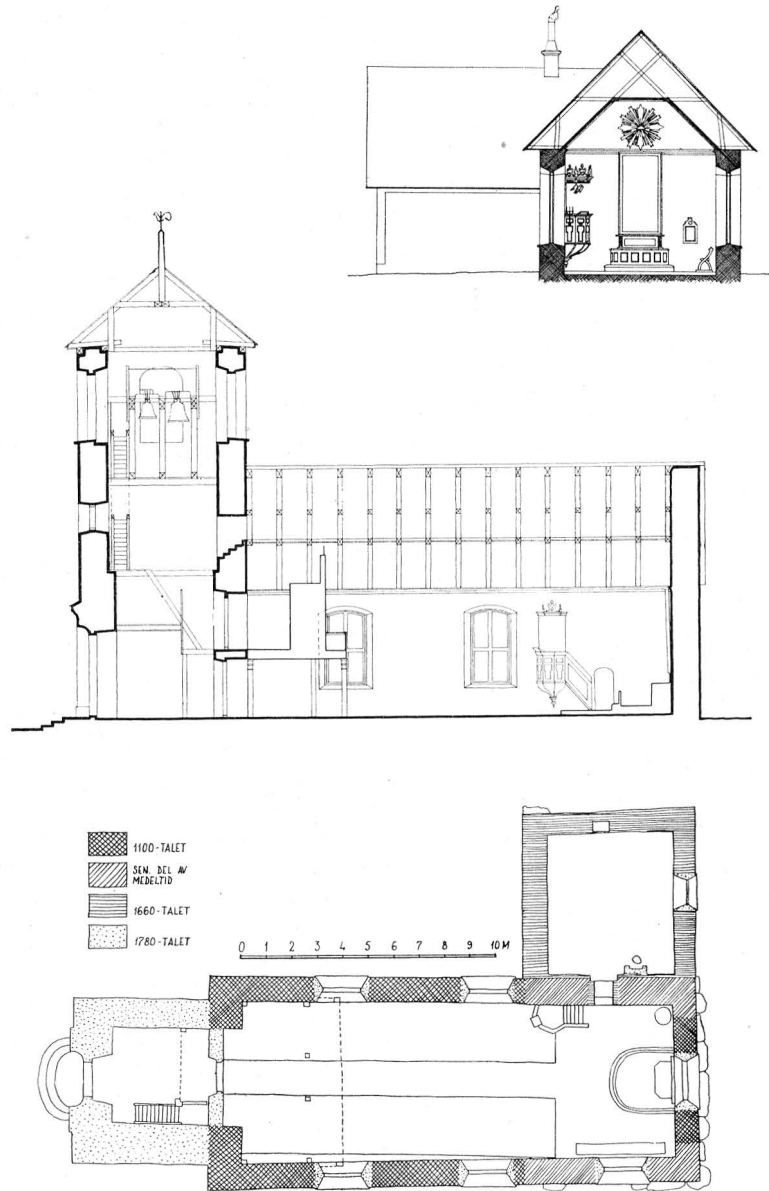 1100-TALET
SEN. DEL AV
MEDELTID
1660-TALET
1780-TALET
0 1 2 3 4 5 6 7 8 9 10 M